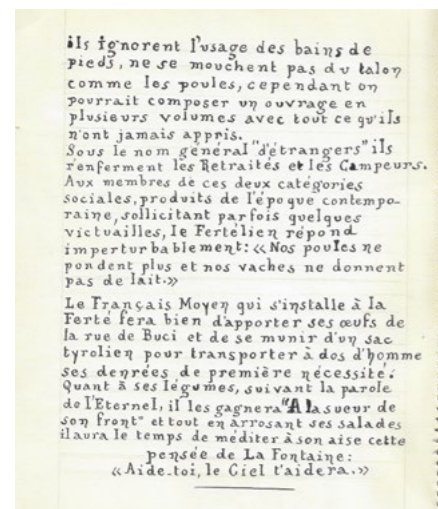 ils ignorent l'usage des bains de
pieds, ne se mouchent pas du talon
comme les poules, cependant on
pourrait composer un ouvrage en
plusieurs volumes avec tout ce qu'ils
n'ont jamais appris.
Sous le nom général "d'étrangers" ils
renferment les Retraités et les Campeurs.
Aux membres de ces deux catégories
sociales, produits de l'époque contempo-
raine, sollicitant parfois quelques
victuailles, le Fertélien répond
imperturbablement: «Nos poules ne
pondent plus et nos vaches ne donnent
pas de lait.»
Le Français Moyen qui s'installe à la
Ferté fera bien d'apporter ses œufs de
la rue de Buci et de se munir d'un sac
tyrolien pour transporter à dos d'homme
ses denrées de première nécessité.
Quant à ses légumes, suivant la parole
de l'Eternel, il les gagnera "A la sueur de
son front" et tout en arrosant ses salades
il aura le temps de méditer à son aise cette
pensée de La Fontaine:
«Aide-toi, le Ciel t'aidera.»